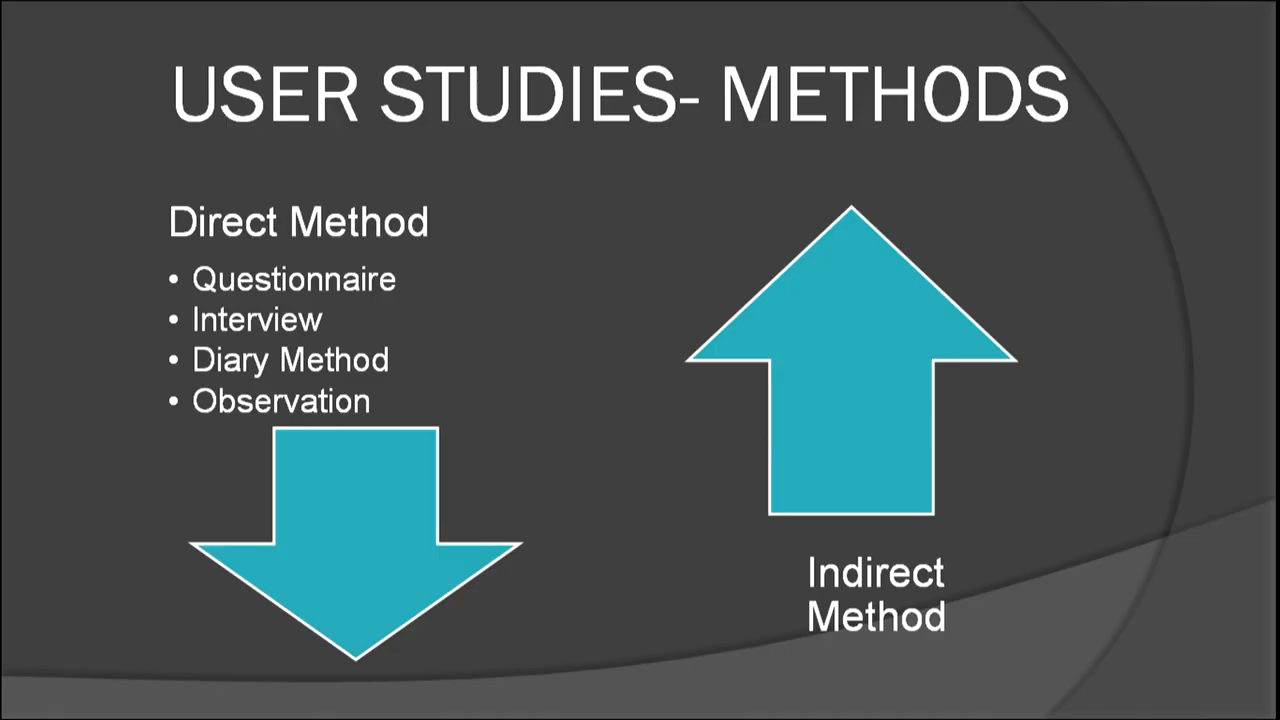 USER STUDIES- METHODS
Direct Method
• Questionnaire
• Interview
• Diary Method
• Observation
Indirect
Method